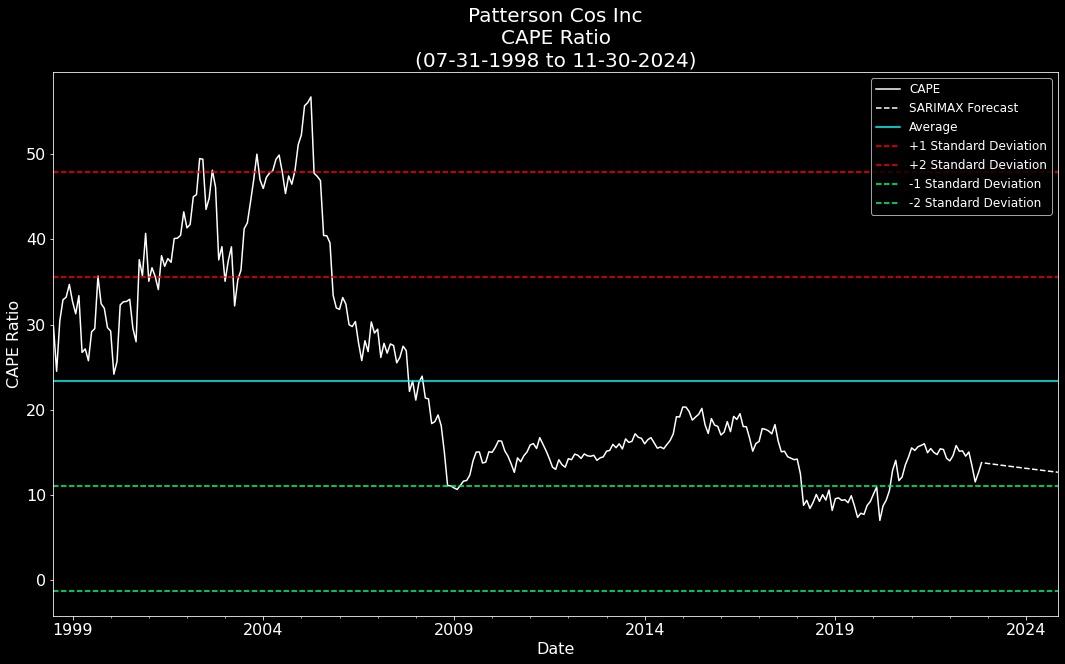 Patterson Cos Inc
CAPE Ratio
(07-31-1998 to 11-30-2024)
CAPE
SARIMAX Forecast
Average
+1 Standard Deviation
+2 Standard Deviation
-1 Standard Deviation
-2 Standard Deviation
CAPE Ratio
50
40
30
20
10
0
1999
2004
2009
2014
2019
2024
Date